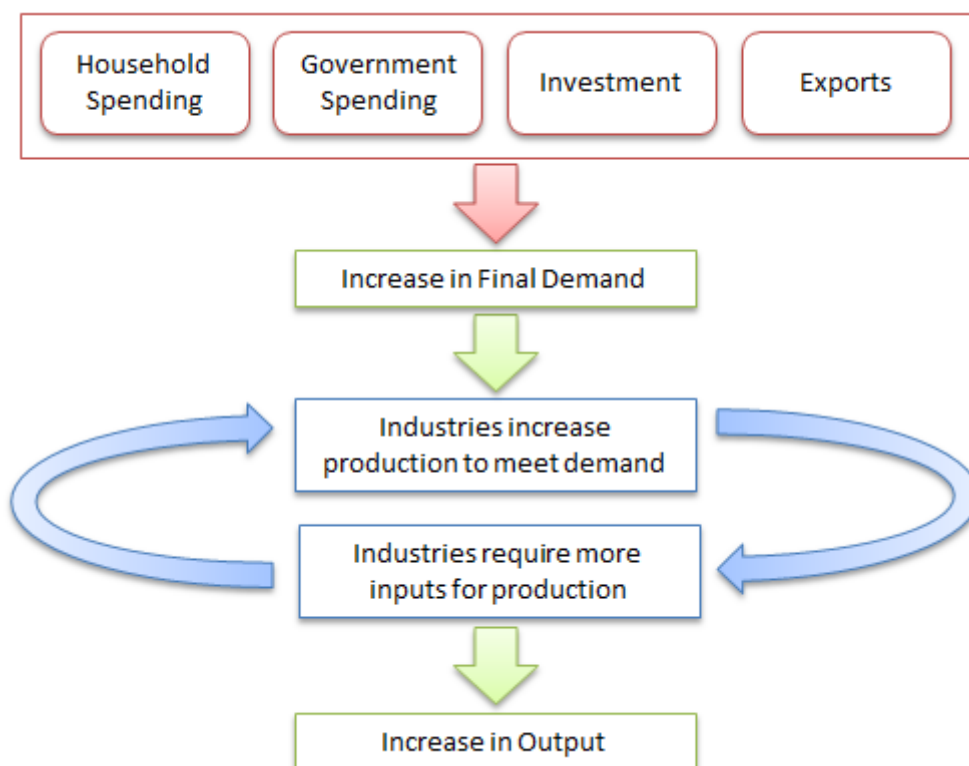 Household
Spending
Government
Spending
Investment
Exports
Increase in Final Demand
Industries increase
production to meet demand
Industries require more
inputs for production
Increase in Output